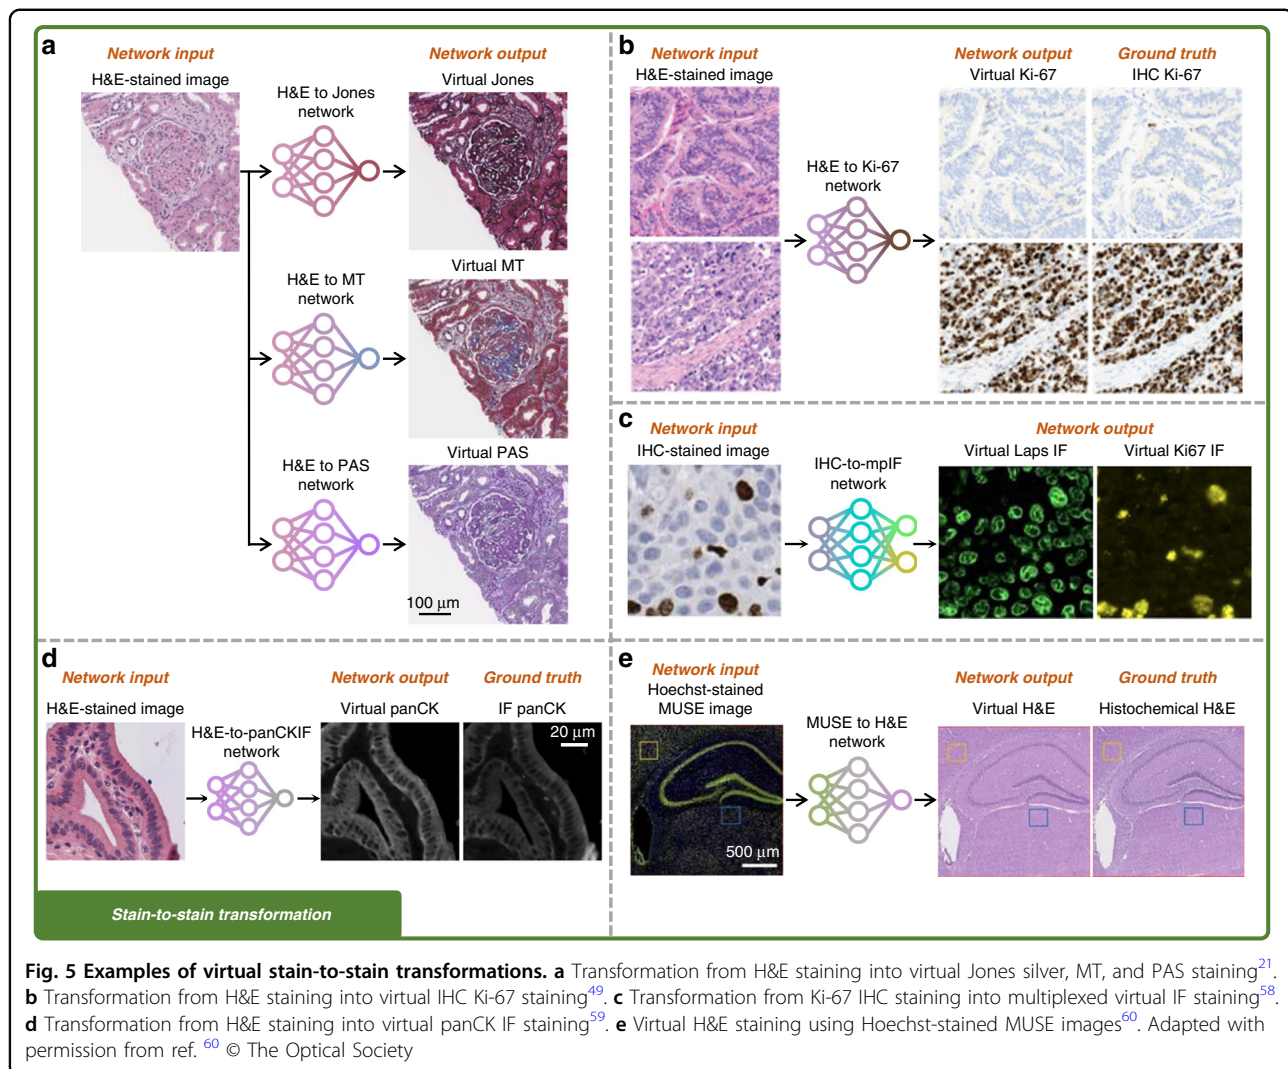 a
Network input
H&E-stained image
H&E to Jones
network
Network output
Virtual Jones
H&E to MT
network
Virtual MT
H&E to PAS
network
Virtual PAS
100 μm
b
Network input
H&E-stained image
H&E to Ki-67
network
Network output
Virtual Ki-67
Ground truth
IHC Ki-67
c
Network input
IHC-stained image
IHC-to-mpIF
network
Network output
Virtual Laps IF
Virtual Ki67 IF
d
Network input
H&E-stained image
H&E-to-panCKIF
network
Network output
Virtual panCK
Ground truth
IF panCK
20 μm
e
Network input
Hoechst-stained
MUSE image
500 μm
MUSE to H&E
network
Network output
Virtual H&E
Ground truth
Histochemical H&E
Stain-to-stain transformation
Fig. 5 Examples of virtual stain-to-stain transformations. a Transformation from H&E staining into virtual Jones silver, MT, and PAS staining21.
b Transformation from H&E staining into virtual IHC Ki-67 staining49. c Transformation from Ki-67 IHC staining into multiplexed virtual IF staining58.
d Transformation from H&E staining into virtual panCK IF staining59. e Virtual H&E staining using Hoechst-stained MUSE images60. Adapted with
permission from ref. 60 © The Optical Society